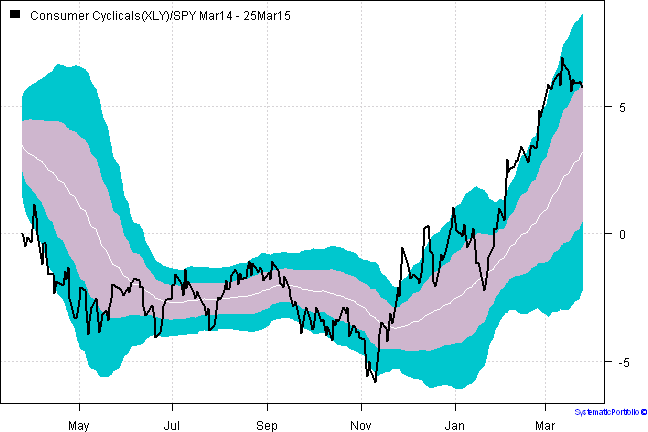 Consumer Cyclicals(XLY)/SPY Mar14 - 25Mar15
5
0
-5
May Jul Sep Nov Jan Mar
SystematicPortfolio ©